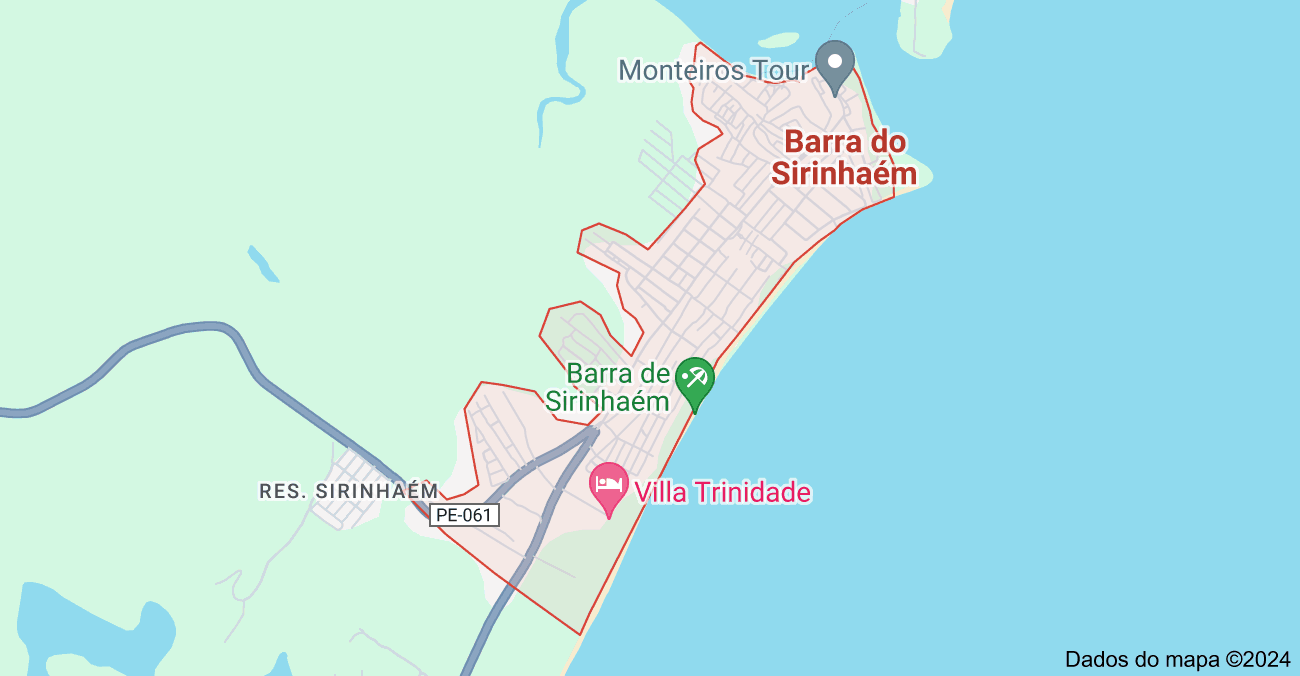 Monteiros Tour
Barra do
Sirinhaém
Barra de
Sirinhaém
RES. SIRINHAÉM
Villa Trinidade
PE-061
Dados do mapa ©2024